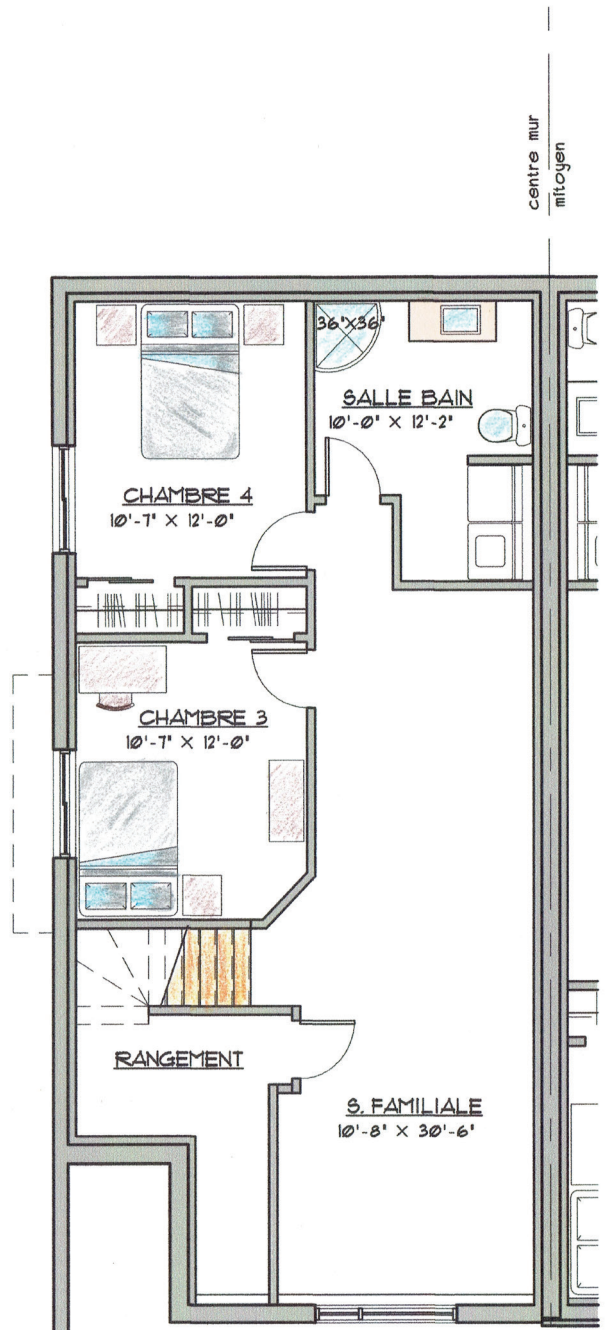 centre mur
mitoyen
36"x36"
SALLE BAIN
10'-0" X 12'-2"
CHAMBRE 4
10'-7" X 12'-0"
CHAMBRE 3
10'-7" X 12'-0"
RANGEMENT
S. FAMILIALE
10'-8" X 30'-6"